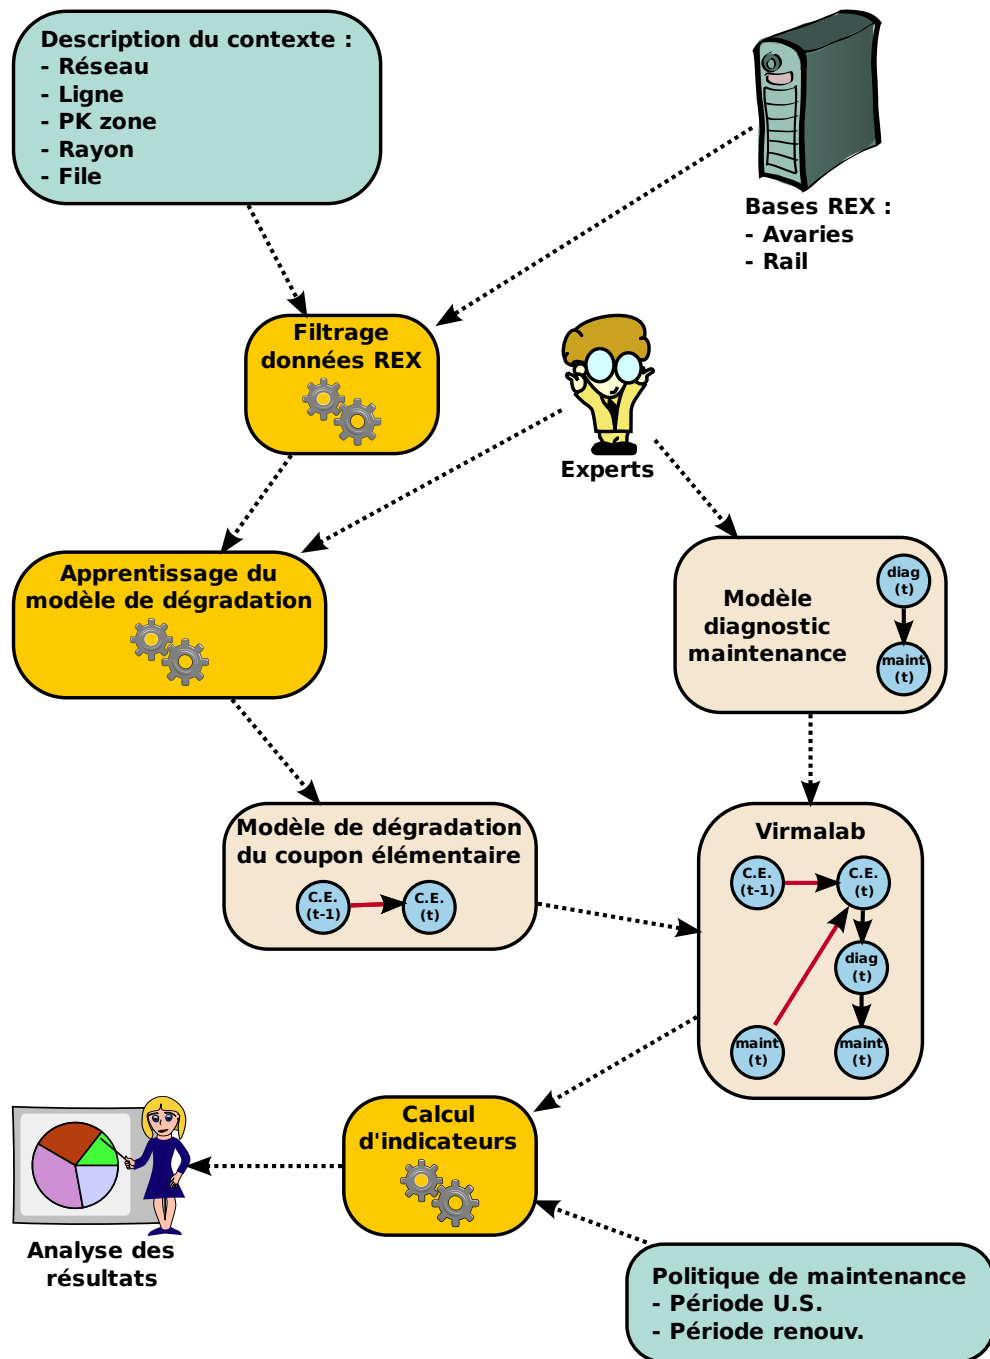 Description du contexte :
- Réseau
- Ligne
- PK zone
- Rayon
- File
Bases REX :
- Avaries
- Rail
Filtrage
données REX
Experts
Apprentissage du
modèle de dégradation
Modèle
diagnostic
maintenance
diag
(t)
maint
(t)
Modèle de dégradation
du coupon élémentaire
C.E.
(t-1)
C.E.
(t)
Virmalab
C.E.
(t-1)
C.E.
(t)
diag
(t)
maint
(t)
maint
(t)
Calcul
d'indicateurs
Analyse des
résultats
Politique de maintenance
- Période U.S.
- Période renouv.